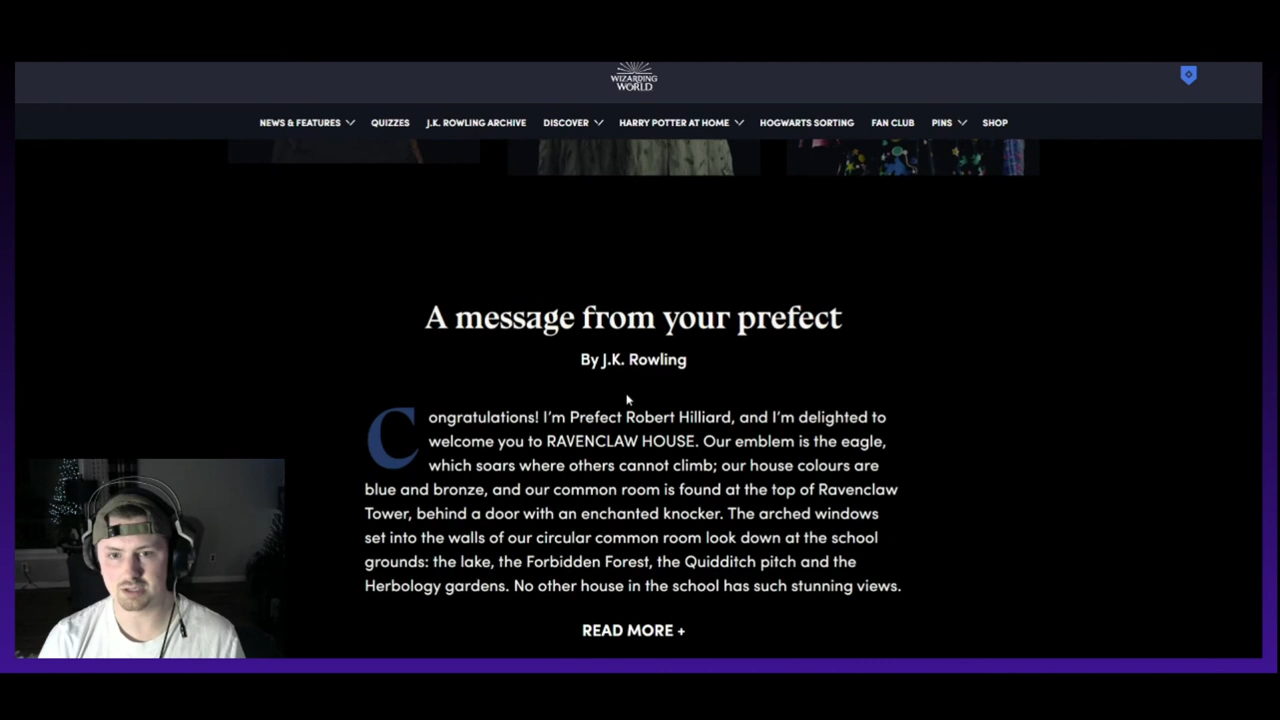 WIZARDING
WORLD
NEWS & FEATURES QUIZZES J.K. ROWLING ARCHIVE DISCOVER HARRY POTTER AT HOME HOGWARTS SORTING FAN CLUB PINS SHOP
A message from your prefect
By J.K. Rowling
Congratulations! I'm Prefect Robert Hilliard, and I'm delighted to
welcome you to RAVENCLAW HOUSE. Our emblem is the eagle,
which soars where others cannot climb; our house colours are
blue and bronze, and our common room is found at the top of Ravenclaw
Tower, behind a door with an enchanted knocker. The arched windows
set into the walls of our circular common room look down at the school
grounds: the lake, the Forbidden Forest, the Quidditch pitch and the
Herbology gardens. No other house in the school has such stunning views.
READ MORE +